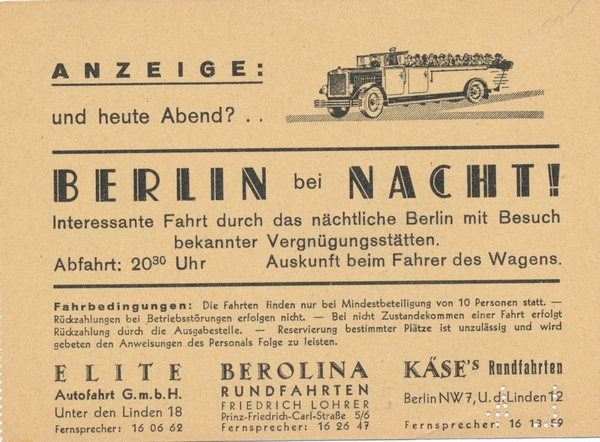 ANZEIGE:
und heute Abend? . .
BERLIN bei NACHT!
Interessante Fahrt durch das nächtliche Berlin mit Besuch
bekannter Vergnügungsstätten.
Abfahrt: 20³⁰ Uhr Auskunft beim Fahrer des Wagens.
Fahrbedingungen: Die Fahrten finden nur bei Mindestbeteiligung von 10 Personen statt. —
Rückzahlungen bei Betriebsstörungen erfolgen nicht. — Bei nicht Zustandekommen einer Fahrt erfolgt
Rückzahlung durch die Ausgabestelle. — Reservierung bestimmter Plätze ist unzulässig und wird
gebeten den Anweisungen des Personals Folge zu leisten.
ELITE
Autofahrt G.m.b.H.
Unter den Linden 18
Fernsprecher: 16 06 62
BEROLINA
RUNDFAHRTEN
FRIEDRICH LOHRER
Prinz-Friedrich-Carl-Straße 5/6
Fernsprecher: 16 26 47
KÄSE's Rundfahrten
Berlin NW7, U.d.Linden 12
Fernsprecher: 16 13 59